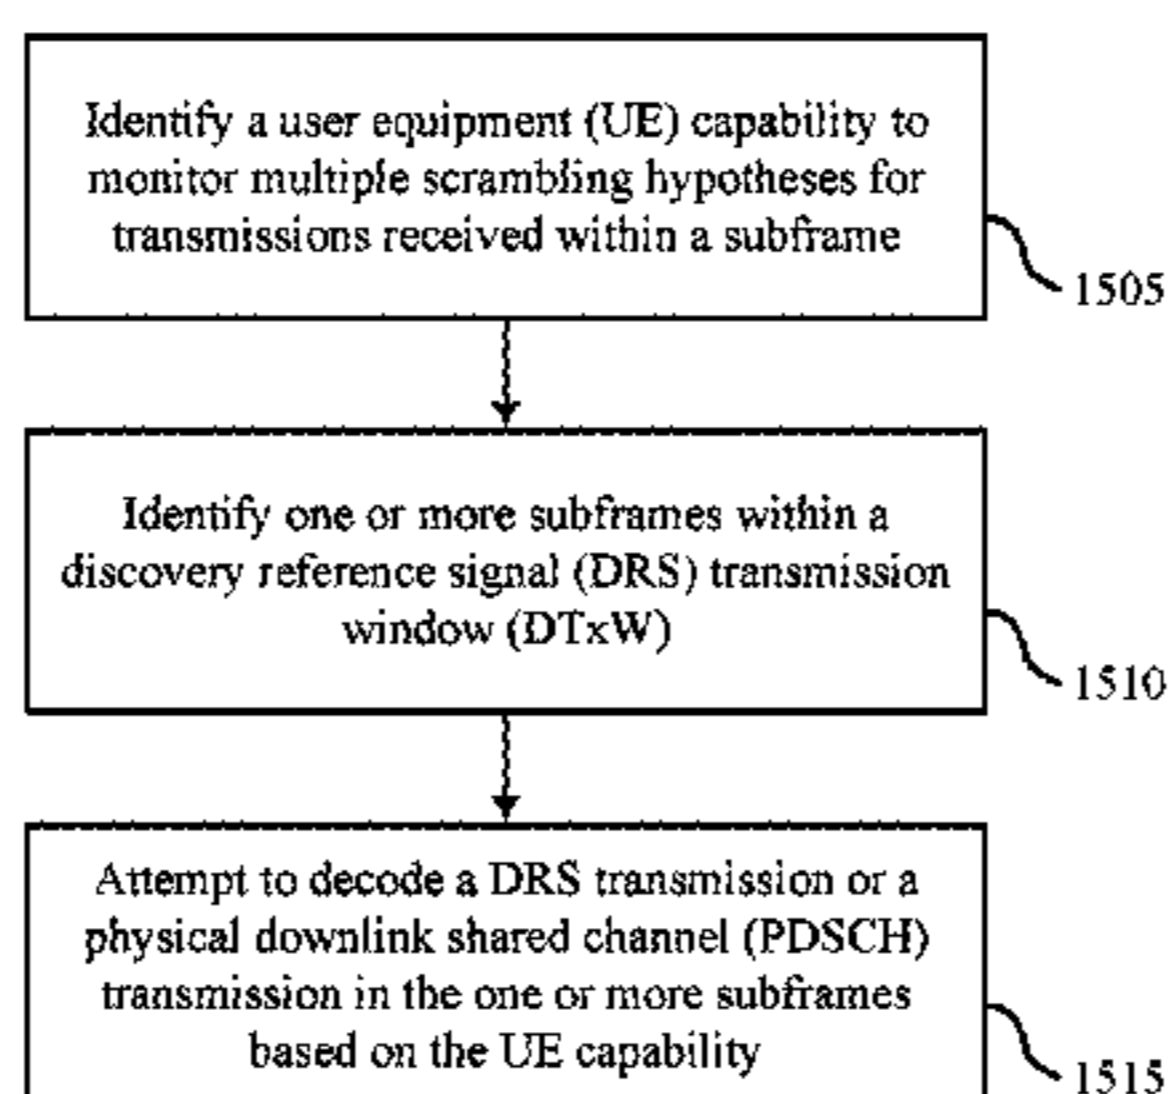 Identify a user equipment (UE) capability to
monitor multiple scrambling hypotheses for
transmissions received within a subframe
1505
Identify one or more subframes within a
discovery reference signal (DRS) transmission
window (DTxW)
1510
Attempt to decode a DRS transmission or a
physical downlink shared channel (PDSCH)
transmission in the one or more subframes
based on the UE capability
1515